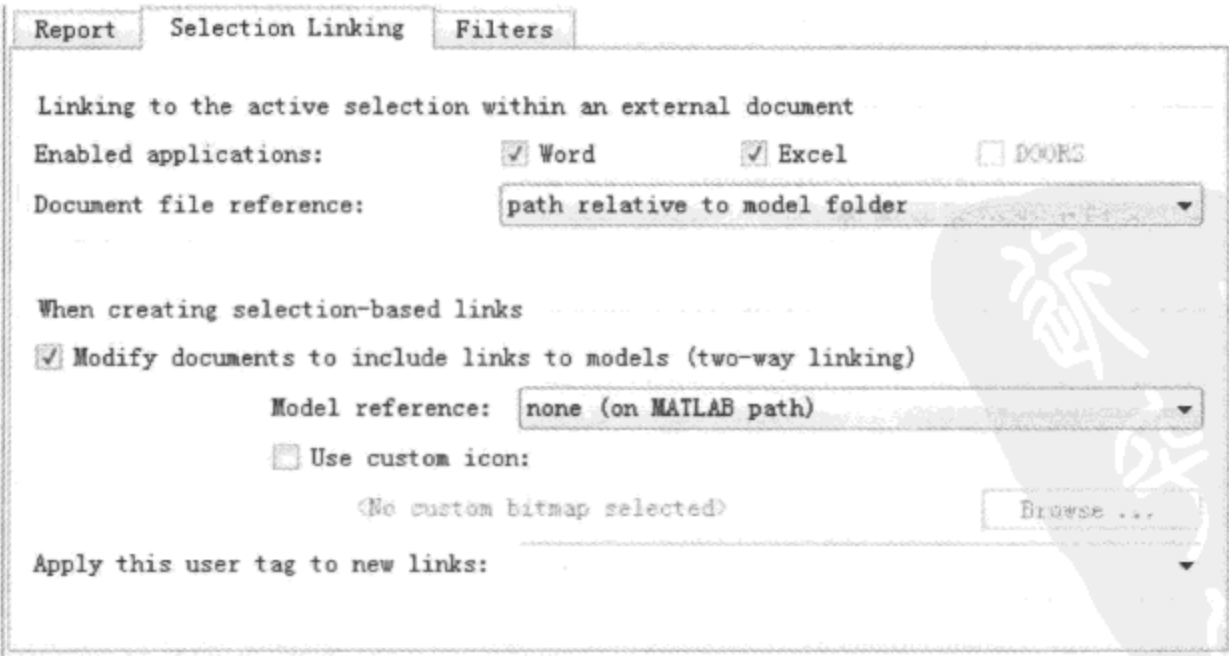 Report Selection Linking Filters
Linking to the active selection within an external document
Enabled applications: Word Excel DOORS
Document file reference: path relative to model folder
When creating selection-based links
Modify documents to include links to models (two-way linking)
Model reference: none (on MATLAB path)
Use custom icon:
<No custom bitmap selected> Browse ...
Apply this user tag to new links: